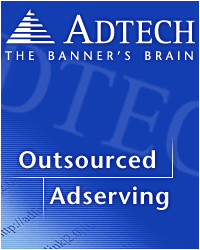 ADTECH
THE BANNER'S BRAIN
Outsourced
Adserving